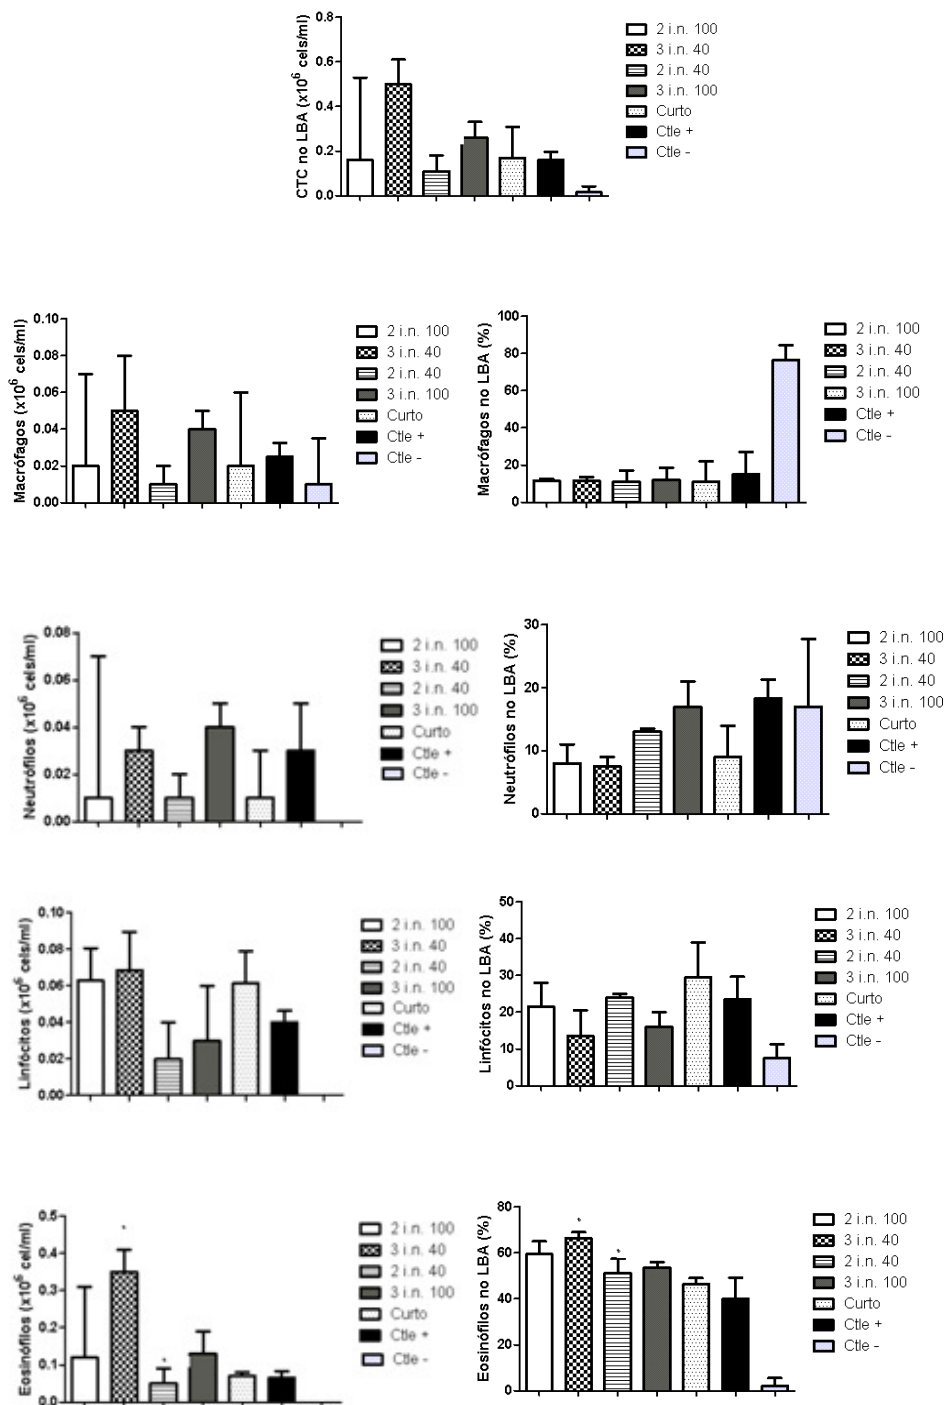 CTC no LBA (x10⁶ cels/ml)
0.8
0.6
0.4
0.2
0.0
2 i.n. 100
3 i.n. 40
2 i.n. 40
3 i.n. 100
Curto
Ctle +
Ctle -
Macrófagos (x10⁶ cels/ml)
0.10
0.08
0.06
0.04
0.02
0.00
2 i.n. 100
3 i.n. 40
2 i.n. 40
3 i.n. 100
Curto
Ctle +
Ctle -
Macrófagos no LBA (%)
100
80
60
40
20
0
2 i.n. 100
3 i.n. 40
2 i.n. 40
3 i.n. 100
Ctle +
Ctle -
Neutrófilos (x10⁶ cels/ml)
0.08
0.06
0.04
0.02
0.00
2 i.n. 100
3 i.n. 40
2 i.n. 40
3 i.n. 100
Curto
Ctle +
Ctle -
Neutrófilos no LBA (%)
30
20
10
0
2 i.n. 100
3 i.n. 40
2 i.n. 40
3 i.n. 100
Curto
Ctle +
Ctle -
Linfócitos (x10⁶ cels/ml)
0.10
0.08
0.06
0.04
0.02
0.00
2 i.n. 100
3 i.n. 40
2 i.n. 40
3 i.n. 100
Curto
Ctle +
Ctle -
Linfócitos no LBA (%)
50
40
30
20
10
0
2 i.n. 100
3 i.n. 40
2 i.n. 40
3 i.n. 100
Curto
Ctle +
Ctle -
Eosinófilos (x10⁶ cel/ml)
0.5
0.4
0.3
0.2
0.1
0.0
*
*
2 i.n. 100
3 i.n. 40
2 i.n. 40
3 i.n. 100
Curto
Ctle +
Ctle -
Eosinófilos no LBA (%)
80
60
40
20
0
*
*
2 i.n. 100
3 i.n. 40
2 i.n. 40
3 i.n. 100
Curto
Ctle +
Ctle -